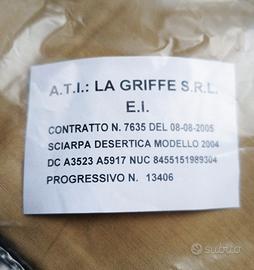 A.T.I.: LA GRIFFE S.R.L.
E.I.
CONTRATTO N. 7635 DEL 08-08-2005
SCIARPA DESERTICA MODELLO 2004
DC A3523 A5917 NUC 8455151989304
PROGRESSIVO N. 13406
subito